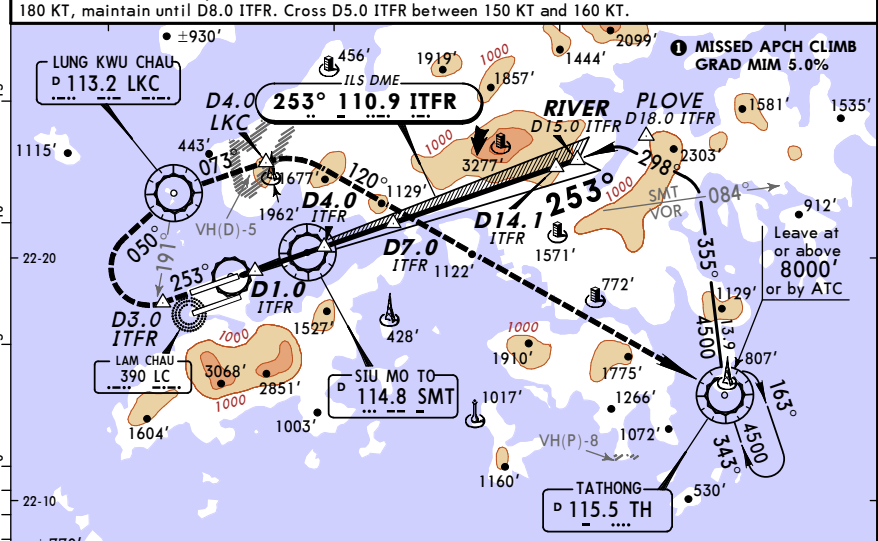 180 KT, maintain until D8.0 ITFR. Cross D5.0 ITFR between 150 KT and 160 KT.
±930'
456'
1919'
1000
2099'
1444'
1857'
❶ MISSED APCH CLIMB
GRAD MIM 5.0%
LUNG KWU CHAU
D 113.2 LKC
D4.0
LKC
ILS DME
253° 110.9 ITFR
RIVER
D15.0 ITFR
PLOVE
D18.0 ITFR
1581'
1535'
1115'
443'
073°
1677'
120°
1129'
1000
3277'
298°
2303'
1962'
VH(D)-5
D4.0
ITFR
253°
1000
SMT
VOR
084°
912'
D14.1
ITFR
050°
191°
D7.0
ITFR
1571'
355°
Leave at
or above
8000'
or by ATC
22-20
253°
D1.0
ITFR
1122'
772'
1129'
D3.0
ITFR
1527'
428'
4500
13.9
807'
LAM CHAU
390 LC
1000
3068'
2851'
1000
SIU MO TO
D 114.8 SMT
1000
1910'
1775'
163°
1604'
1003'
1017'
1266'
1072'
4500
343°
VH(P)-8
1160'
TATHONG
D 115.5 TH
530'
22-10